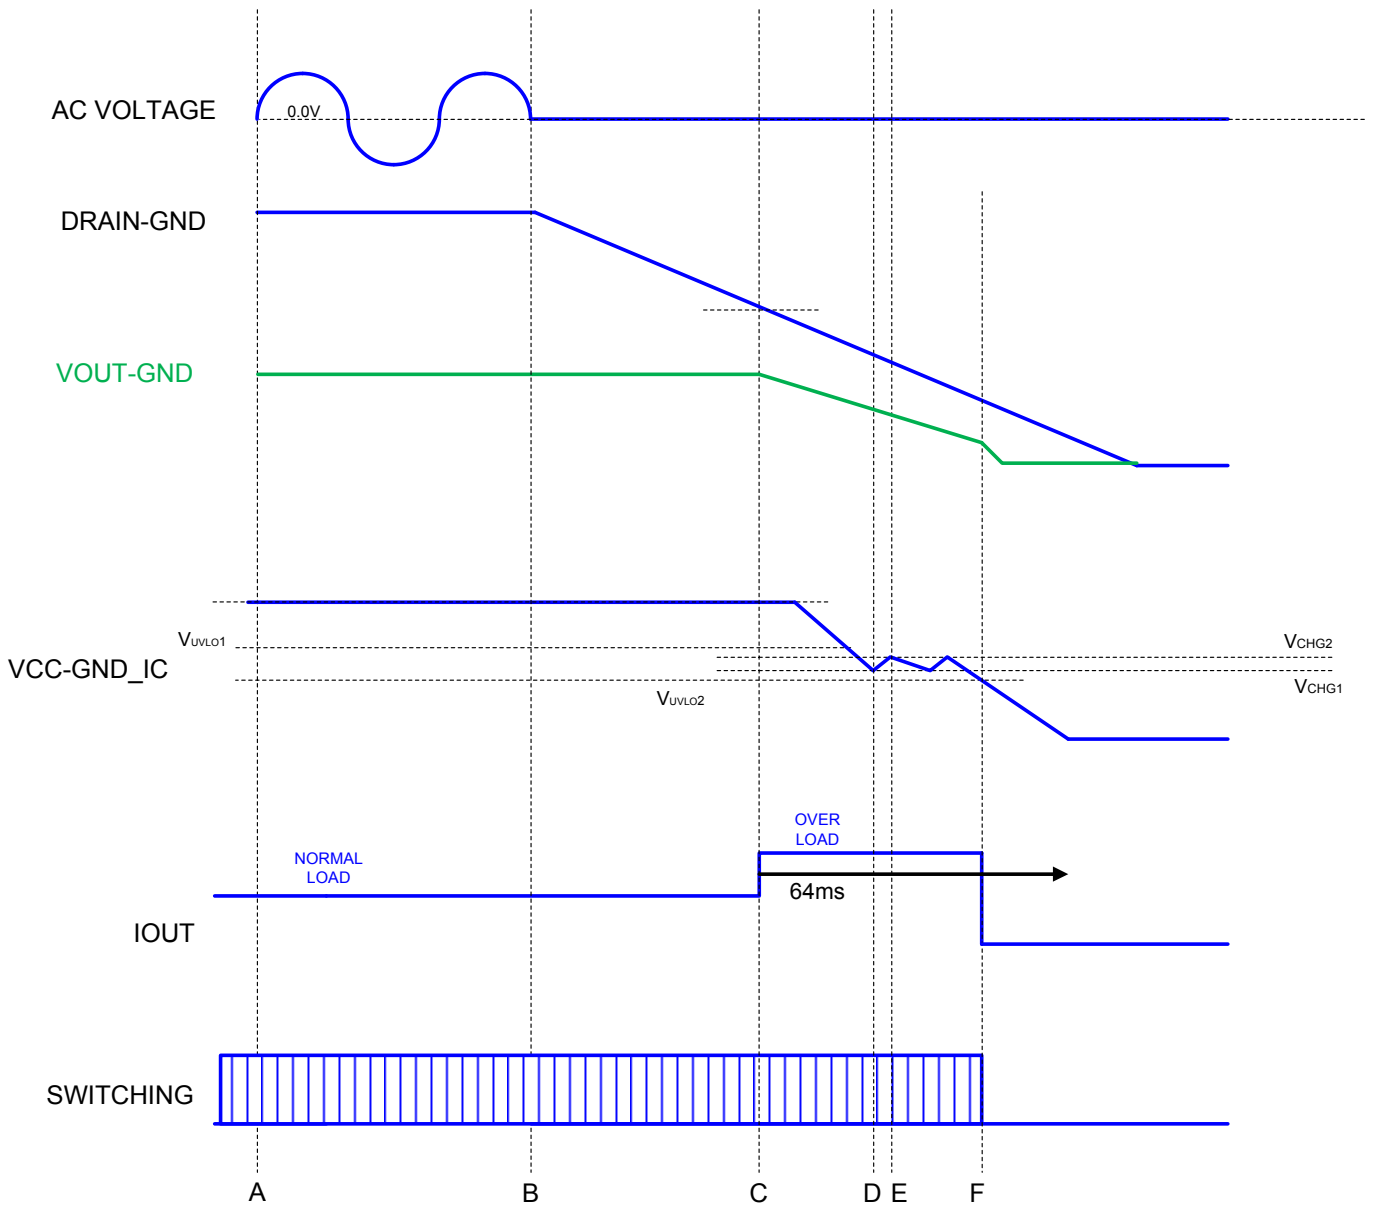 AC VOLTAGE
0.0V
DRAIN-GND
VOUT-GND
VUVLO1
VCHG2
VCC-GND_IC
VCHG1
VUVLO2
OVER
LOAD
NORMAL
LOAD
64ms
IOUT
SWITCHING
A B C D E F